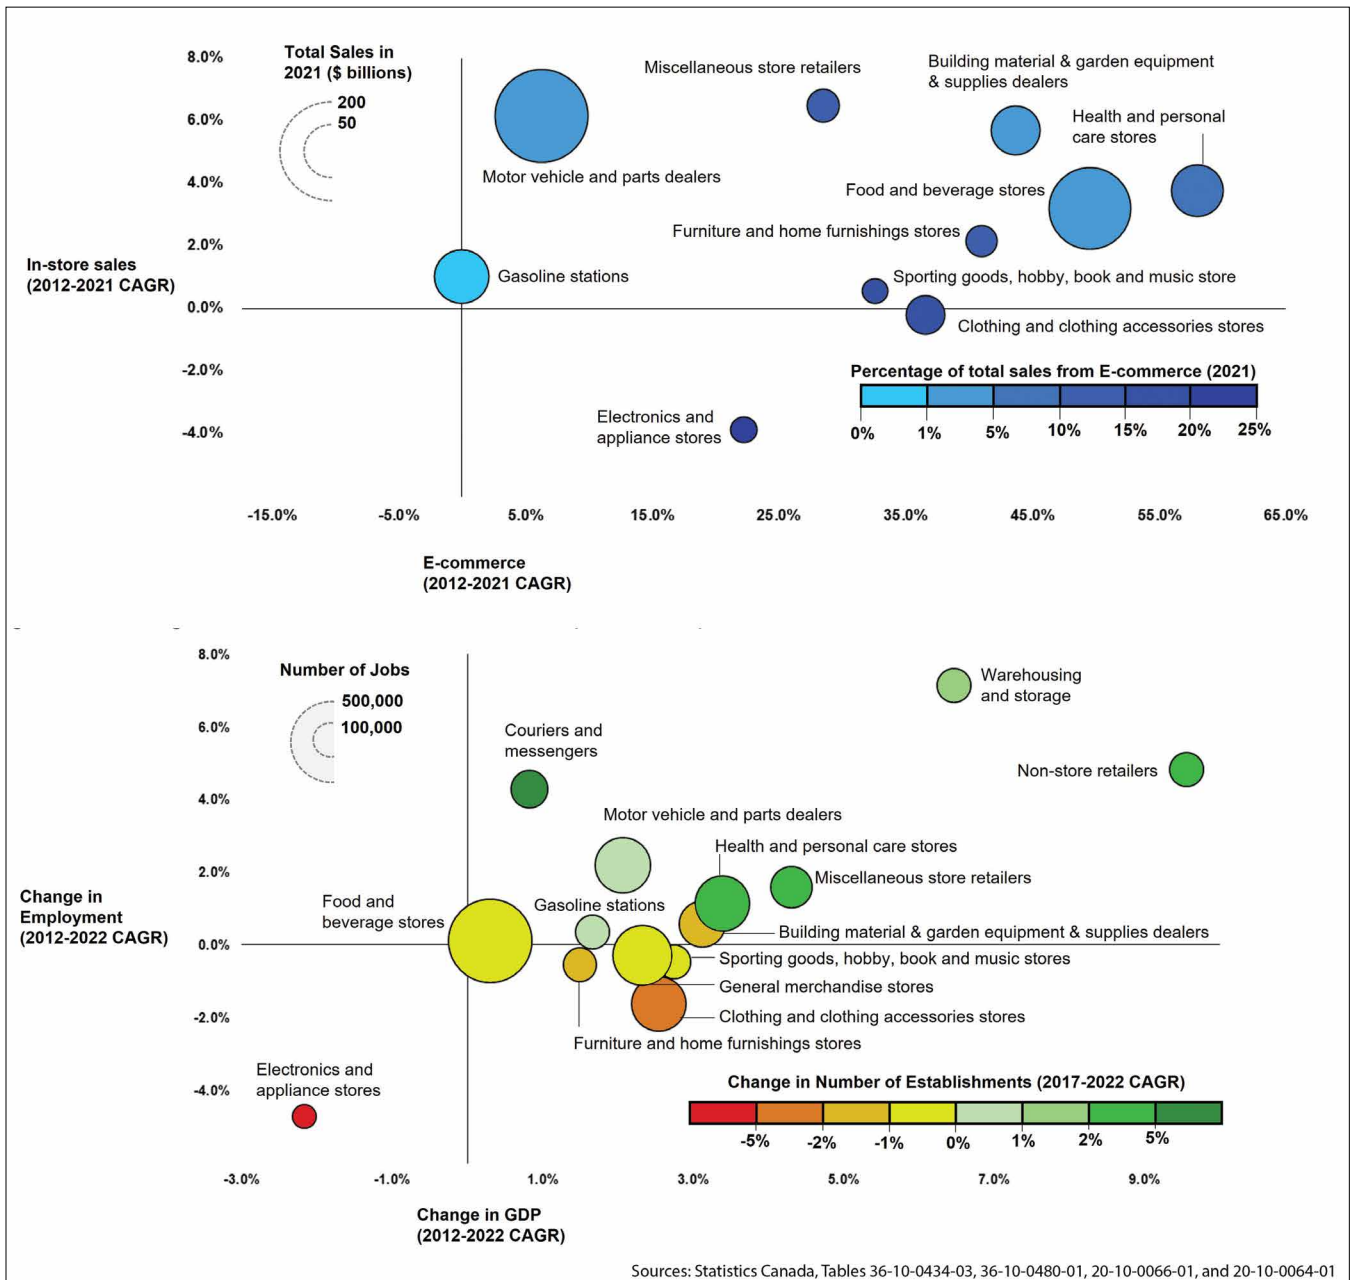 Total Sales in
2021 ($ billions)
200
50
8.0%
6.0%
4.0%
2.0%
0.0%
-2.0%
-4.0%
In-store sales
(2012-2021 CAGR)
Miscellaneous store retailers
Building material & garden equipment
& supplies dealers
Health and personal
care stores
Motor vehicle and parts dealers
Food and beverage stores
Furniture and home furnishings stores
Gasoline stations
Sporting goods, hobby, book and music store
Clothing and clothing accessories stores
Electronics and
appliance stores
Percentage of total sales from E-commerce (2021)
0% 1% 5% 10% 15% 20% 25%
-15.0% -5.0% 5.0% 15.0% 25.0% 35.0% 45.0% 55.0% 65.0%
E-commerce
(2012-2021 CAGR)
Number of Jobs
500,000
100,000
8.0%
6.0%
4.0%
2.0%
0.0%
-2.0%
-4.0%
Change in
Employment
(2012-2022 CAGR)
Warehousing
and storage
Couriers and
messengers
Non-store retailers
Motor vehicle and parts dealers
Health and personal care stores
Miscellaneous store retailers
Food and
beverage stores
Gasoline stations
Building material & garden equipment & supplies dealers
Sporting goods, hobby, book and music stores
General merchandise stores
Clothing and clothing accessories stores
Furniture and home furnishings stores
Electronics and
appliance stores
Change in Number of Establishments (2017-2022 CAGR)
-5% -2% -1% 0% 1% 2% 5%
-3.0% -1.0% 1.0% 3.0% 5.0% 7.0% 9.0%
Change in GDP
(2012-2022 CAGR)
Sources: Statistics Canada, Tables 36-10-0434-03, 36-10-0480-01, 20-10-0066-01, and 20-10-0064-01